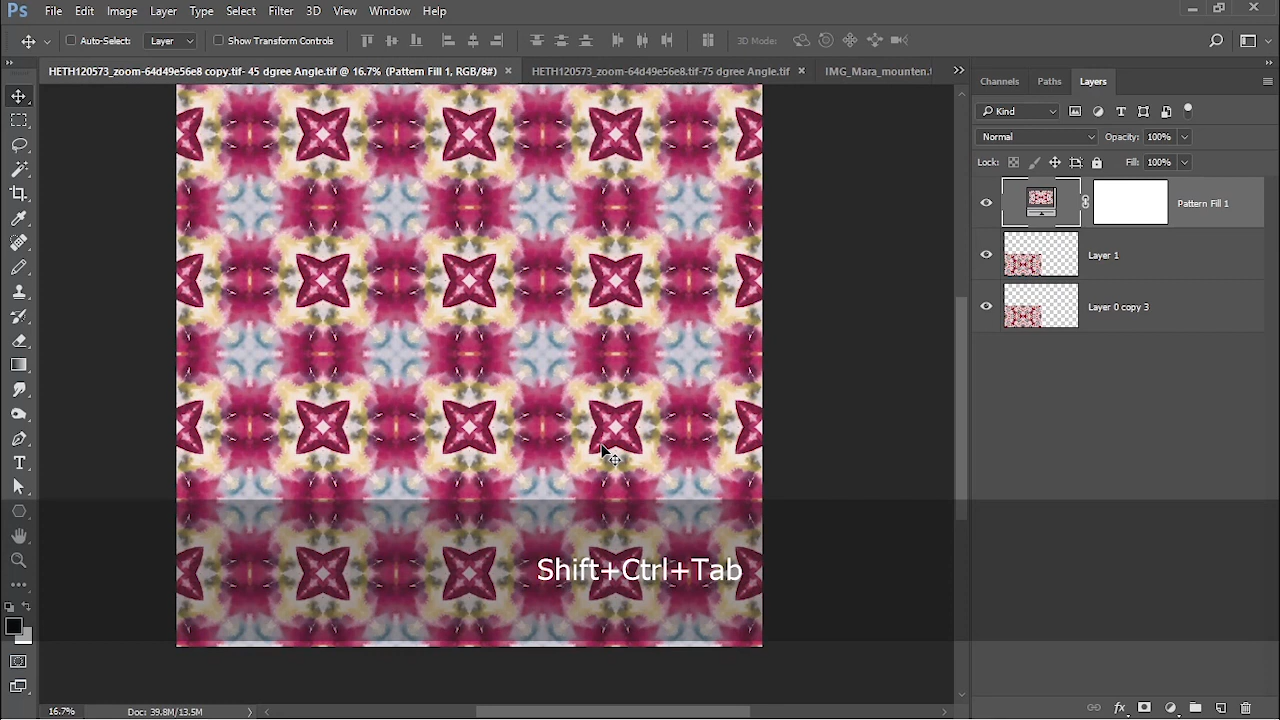 Ps File Edit Image Layer Type Select Filter 3D View Window Help
Auto-Select: Layer Show Transform Controls 3D Mode:
HETH120573_zoom-64d49e56e8 copy.tif- 45 dgree Angle.tif @ 16.7% (Pattern Fill 1, RGB/8#) × HETH120573_zoom-64d49e56e8.tif-75 dgree Angle.tif × IMG_Mara_mounten.t
Channels Paths Layers
Kind
Normal Opacity: 100%
Lock: Fill: 100%
Pattern Fill 1
Layer 1
Layer 0 copy 3
Shift+Ctrl+Tab
16.7% Doc: 39.8M/13.5M